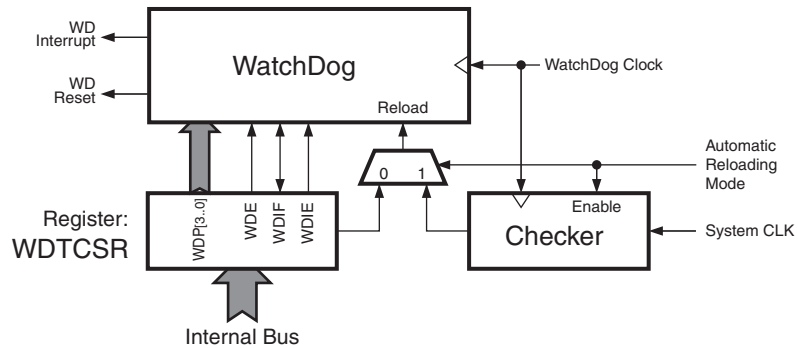 WD
Interrupt
WD
Reset
WatchDog
Reload
WatchDog Clock
Automatic
Reloading
Mode
0 1
Register:
WDTCSR
WDP[3..0]
WDE
WDIF
WDIE
Enable
Checker
System CLK
Internal Bus